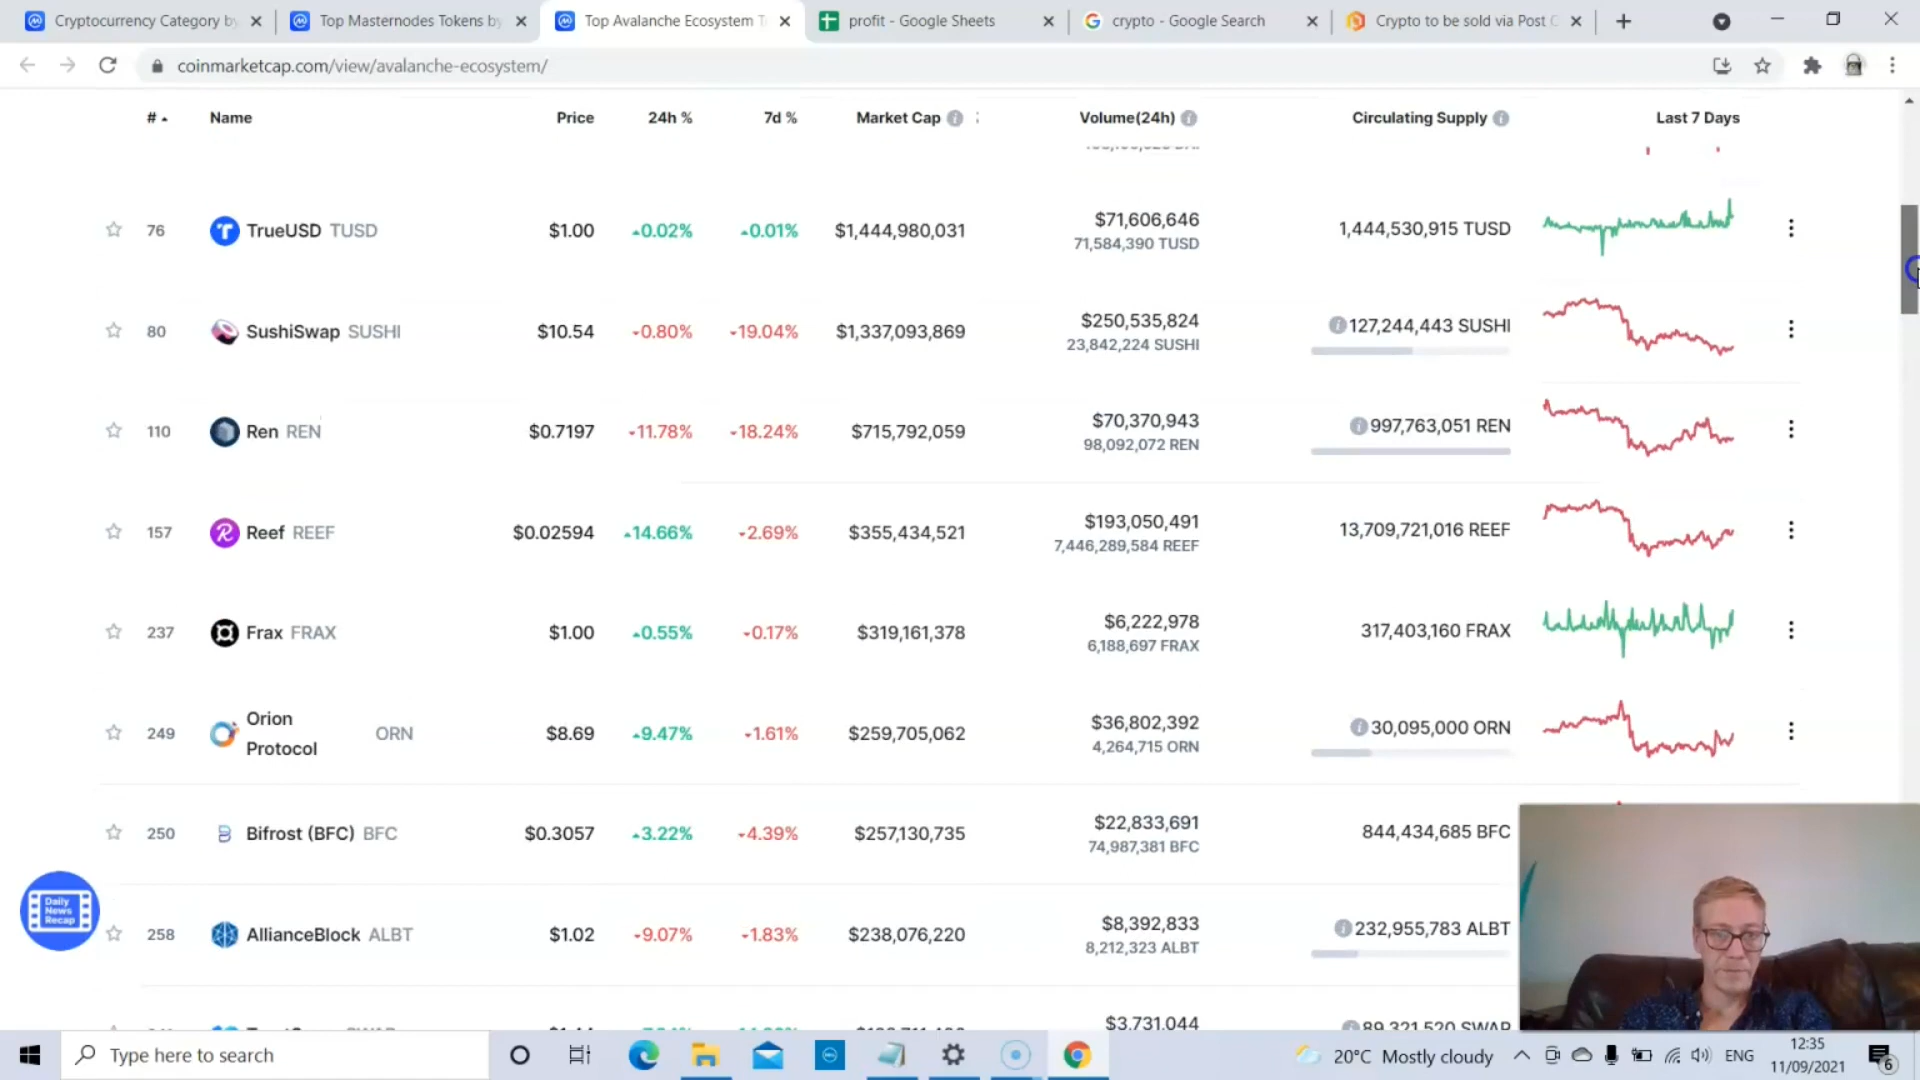 Cryptocurrency Category by
Top Masternodes Tokens by
Top Avalanche Ecosystem T
profit - Google Sheets
crypto - Google Search
Crypto to be sold via Post O
coinmarketcap.com/view/avalanche-ecosystem/
# Name Price 24h % 7d % Market Cap Volume(24h) Circulating Supply Last 7 Days
76 TrueUSD TUSD $1.00 0.02% 0.01% $1,444,980,031 $71,606,646 1,444,530,915 TUSD
71,584,390 TUSD
80 SushiSwap SUSHI $10.54 0.80% 19.04% $1,337,093,869 $250,535,824 127,244,443 SUSHI
23,842,224 SUSHI
110 Ren REN $0.7197 11.78% 18.24% $715,792,059 $70,370,943 997,763,051 REN
98,092,072 REN
157 Reef REEF $0.02594 14.66% 2.69% $355,434,521 $193,050,491 13,709,721,016 REEF
7,446,289,584 REEF
237 Frax FRAX $1.00 0.55% 0.17% $319,161,378 $6,222,978 317,403,160 FRAX
6,188,697 FRAX
249 Orion Protocol ORN $8.69 9.47% 1.61% $259,705,062 $36,802,392 30,095,000 ORN
4,264,715 ORN
250 Bifrost (BFC) BFC $0.3057 3.22% 4.39% $257,130,735 $22,833,691 844,434,685 BFC
74,987,381 BFC
Daily
News
Recap
258 AllianceBlock ALBT $1.02 9.07% 1.83% $238,076,220 $8,392,833 232,955,783 ALBT
8,212,323 ALBT
$3,731,044 89,321,520 SWAP
Type here to search
20°C Mostly cloudy
ENG
12:35
11/09/2021
6